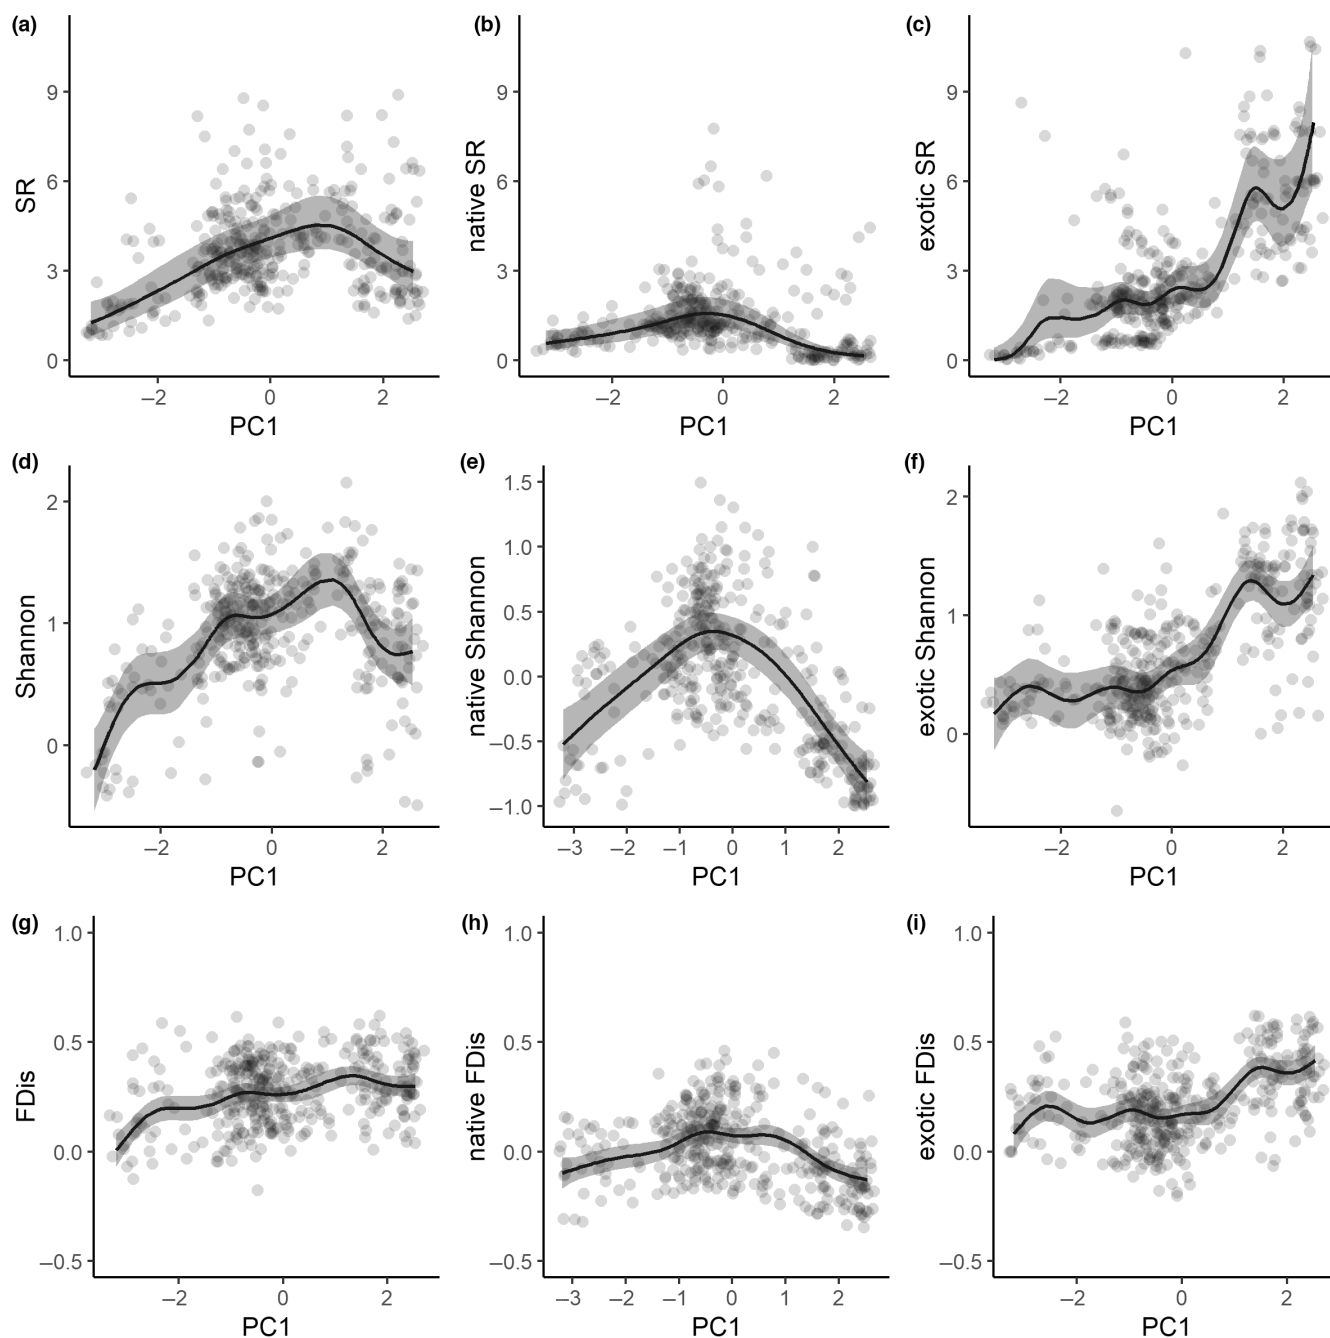 (a)
(b)
(c)
SR
9
6
3
0
–2
0
2
PC1
native SR
9
6
3
0
–2
0
2
PC1
exotic SR
9
6
3
0
–2
0
2
PC1
(d)
(e)
(f)
Shannon
2
1
0
–2
0
2
PC1
native Shannon
1.5
1.0
0.5
0.0
–0.5
–1.0
–3
–2
–1
0
1
2
PC1
exotic Shannon
2
1
0
–2
0
2
PC1
(g)
(h)
(i)
FDis
1.0
0.5
0.0
–0.5
–2
0
2
PC1
native FDis
1.0
0.5
0.0
–0.5
–3
–2
–1
0
1
2
PC1
exotic FDis
1.0
0.5
0.0
–0.5
–2
0
2
PC1